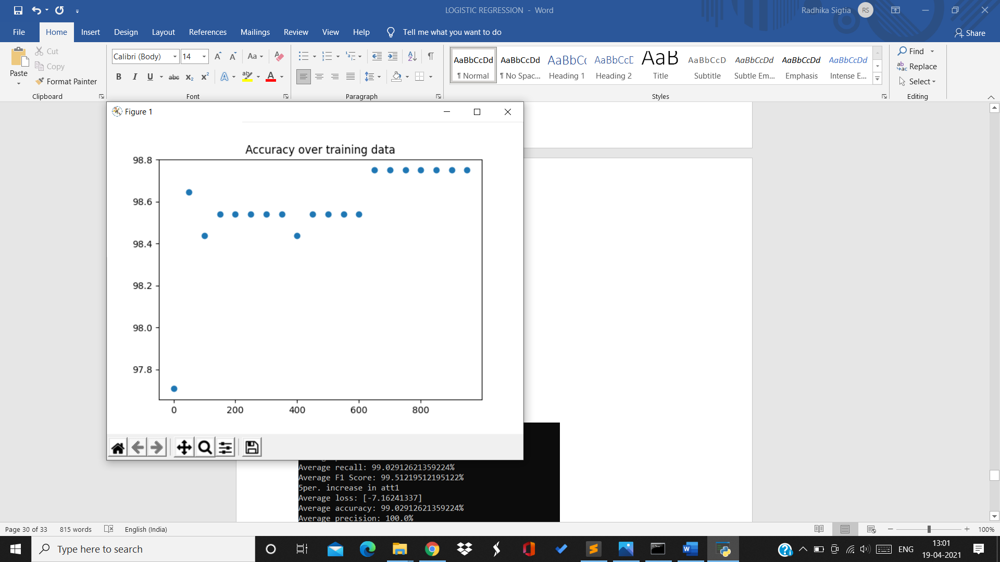 LOGISTIC REGRESSION - Word
Radhika Sigtia RS
File Home Insert Design Layout References Mailings Review View Help Tell me what you want to do Share
Paste
Cut
Copy
Format Painter
Clipboard
Calibri (Body) 14 Aa
B I U abc x₂ x² A ab A
Font
Paragraph
AaBbCcDd AaBbCcDd AaBbCc AaBbCcD AaB AaBbCcD AaBbCcDd AaBbCcDd AaBbCcDd
¶ Normal ¶ No Spac... Heading 1 Heading 2 Title Subtitle Subtle Em... Emphasis Intense E...
Styles
Find
Replace
Select
Editing
Figure 1
Accuracy over training data
98.8
98.6
98.4
98.2
98.0
97.8
0 200 400 600 800
Average recall: 99.02912621359224%
Average F1 Score: 99.51219512195122%
5per. increase in att1
Average loss: [-7.16241337]
Average accuracy: 99.02912621359224%
Average precision: 100.0%
Page 30 of 33 815 words English (India) 100%
Type here to search
ENG
13:01
19-04-2021